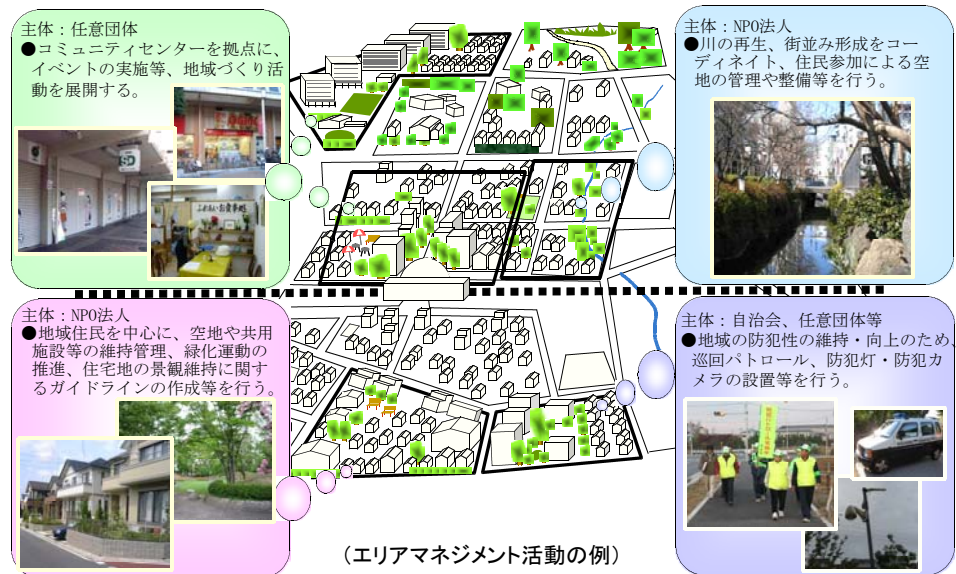 主体：任意団体
●コミュニティセンターを拠点に、
イベントの実施等、地域づくり活
動を展開する。
ふれあいお食事処
主体：NPO法人
●川の再生、街並み形成をコー
ディネイト、住民参加による空
地の管理や整備等を行う。
主体：NPO法人
●地域住民を中心に、空地や共用
施設等の維持管理、緑化運動の
推進、住宅地の景観維持に関す
るガイドラインの作成等を行う。
主体：自治会、任意団体等
●地域の防犯性の維持・向上のため、
巡回パトロール、防犯灯・防犯カ
メラの設置等を行う。
（エリアマネジメント活動の例）